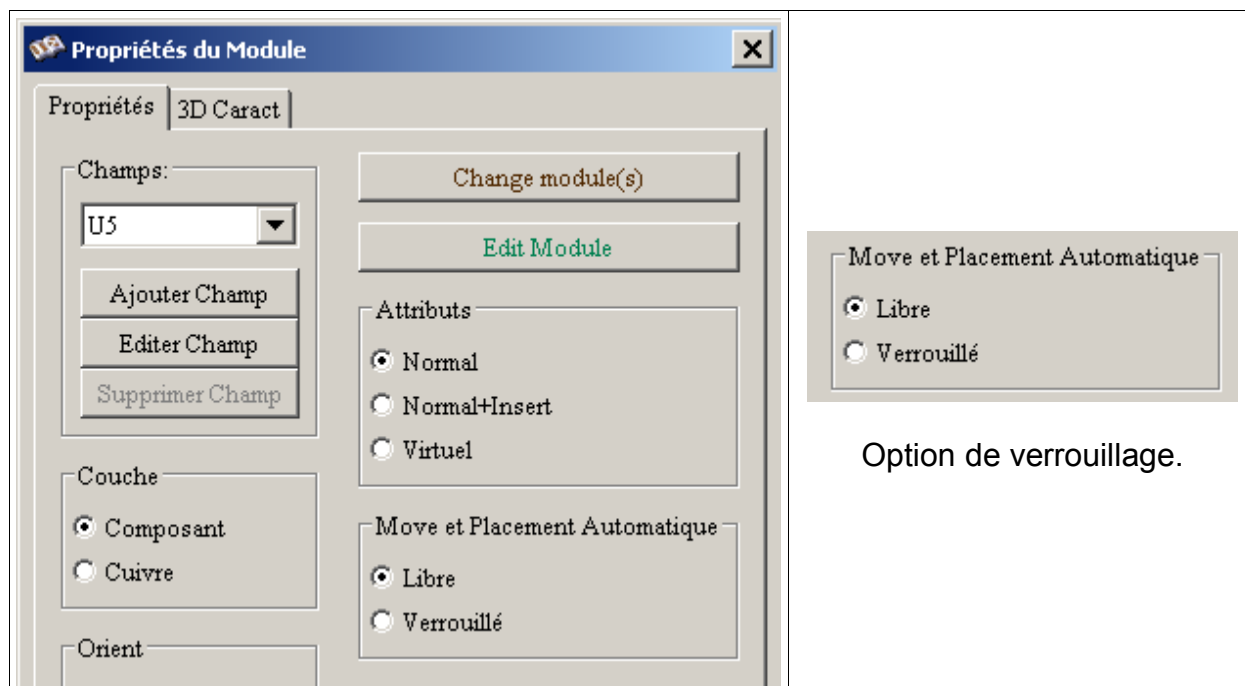 Propriétés du Module
Propriétés
3D Caract
Champs:
U5
Ajouter Champ
Editer Champ
Supprimer Champ
Couche
Composant
Cuivre
Orient
Change module(s)
Edit Module
Attributs
Normal
Normal+Insert
Virtuel
Move et Placement Automatique
Libre
Verrouillé
Move et Placement Automatique
Libre
Verrouillé
Option de verrouillage.